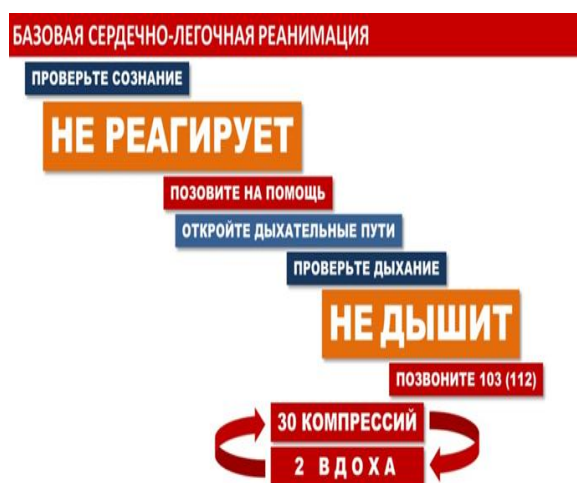 БАЗОВАЯ СЕРДЕЧНО-ЛЕГОЧНАЯ РЕАНИМАЦИЯ
ПРОВЕРЬТЕ СОЗНАНИЕ
НЕ РЕАГИРУЕТ
ПОЗОВИТЕ НА ПОМОЩЬ
ОТКРОЙТЕ ДЫХАТЕЛЬНЫЕ ПУТИ
ПРОВЕРЬТЕ ДЫХАНИЕ
НЕ ДЫШИТ
ПОЗВОНИТЕ 103 (112)
30 КОМПРЕССИЙ
2 ВДОХА